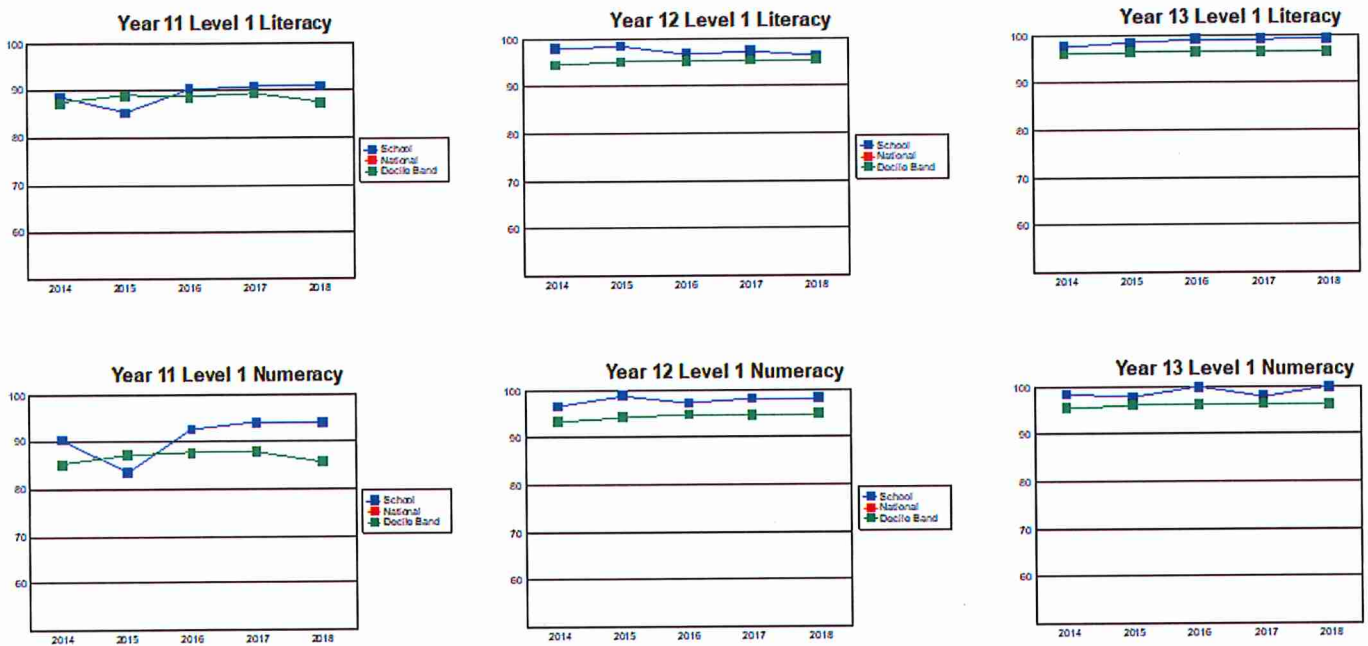 Year 11 Level 1 Literacy
100
90
80
70
60
2014 2015 2016 2017 2018
School
National
Decile Band
Year 12 Level 1 Literacy
100
90
80
70
60
2014 2015 2016 2017 2018
School
National
Decile Band
Year 13 Level 1 Literacy
100
90
80
70
60
2014 2015 2016 2017 2018
Year 11 Level 1 Numeracy
100
90
80
70
60
2014 2015 2016 2017 2018
School
National
Decile Band
Year 12 Level 1 Numeracy
100
90
80
70
60
2014 2015 2016 2017 2018
School
National
Decile Band
Year 13 Level 1 Numeracy
100
90
80
70
60
2014 2015 2016 2017 2018